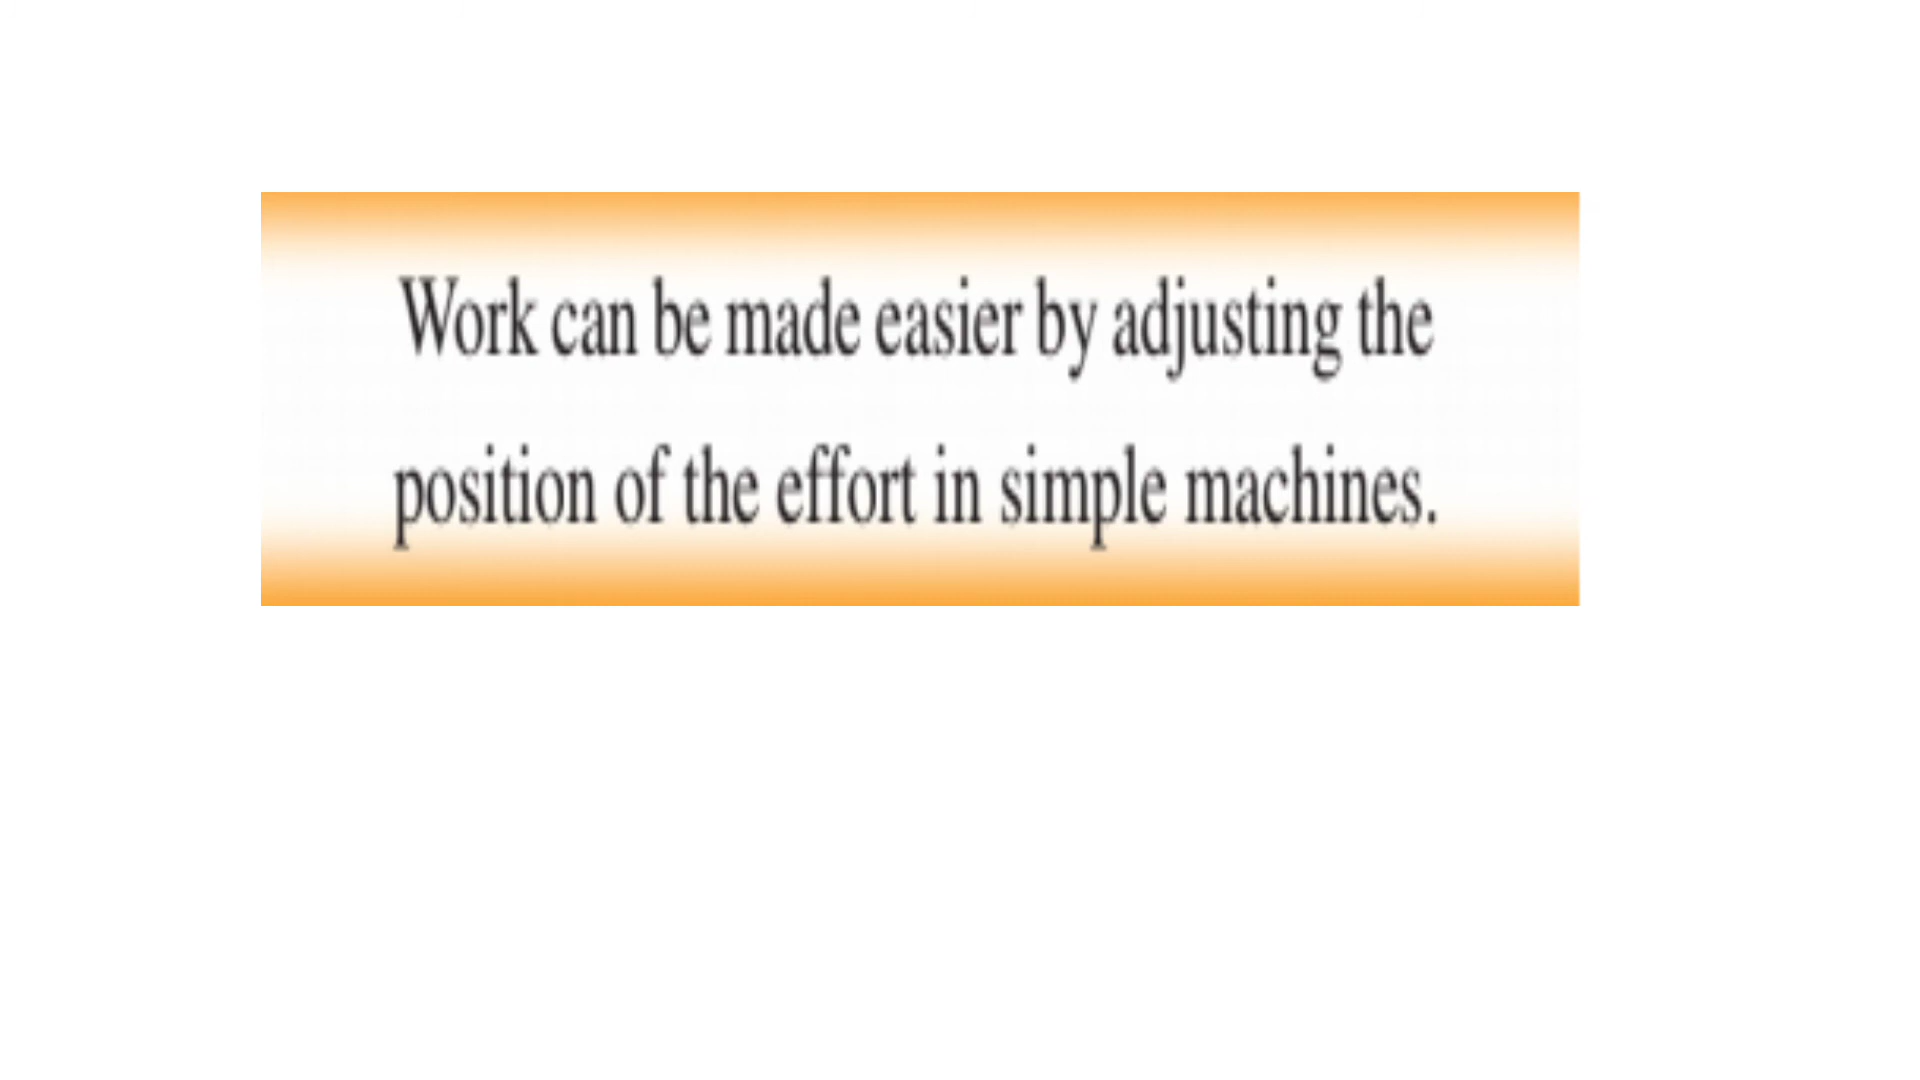 Work can be made easier by adjusting the
position of the effort in simple machines.